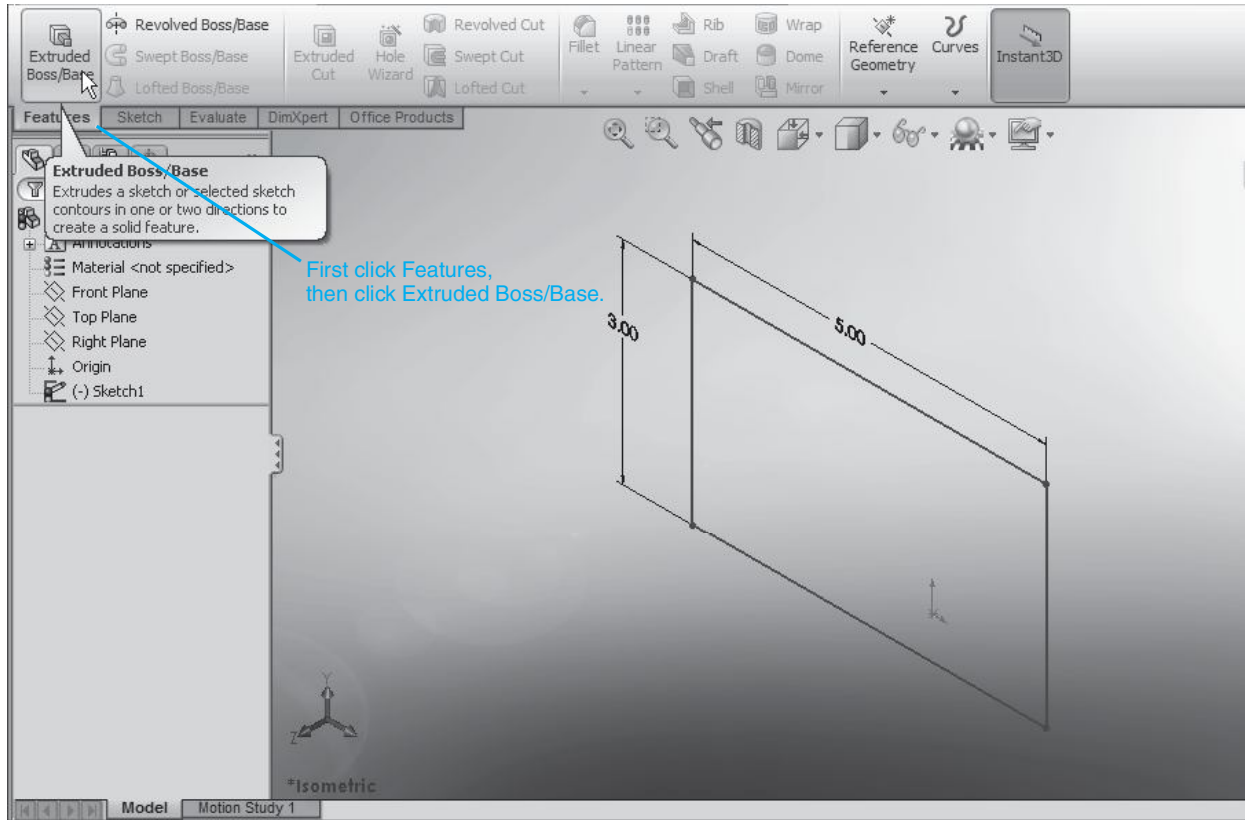 Extruded
Boss/Base
Revolved Boss/Base
Swept Boss/Base
Lofted Boss/Base
Extruded
Cut
Hole
Wizard
Revolved Cut
Swept Cut
Lofted Cut
Fillet
Linear
Pattern
Rib
Draft
Shell
Wrap
Dome
Mirror
Reference
Geometry
Curves
Instant3D
Features
Sketch
Evaluate
DimXpert
Office Products
Extruded Boss/Base
Extrudes a sketch or selected sketch
contours in one or two directions to
create a solid feature.
Annotations
Material <not specified>
Front Plane
Top Plane
Right Plane
Origin
(-) Sketch1
First click Features,
then click Extruded Boss/Base.
3.00
5.00
Y
Z
*Isometric
Model
Motion Study 1